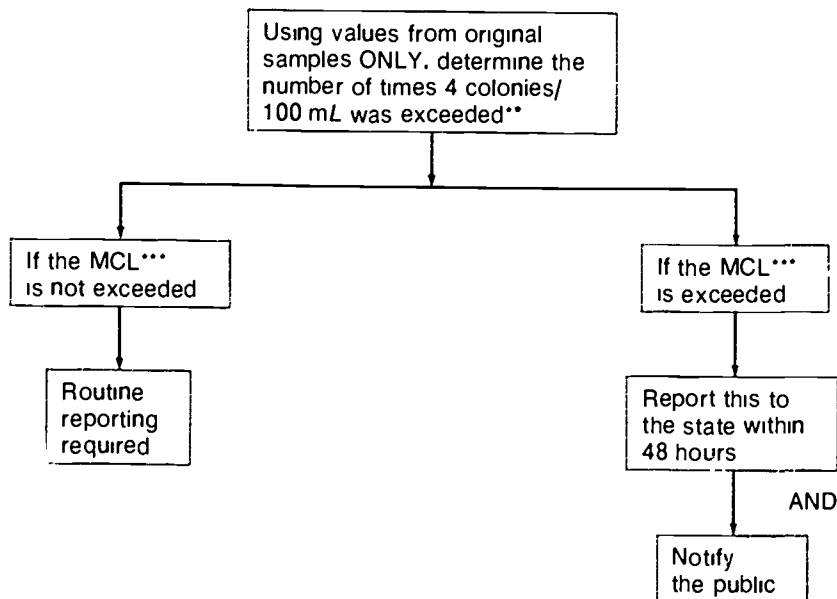 Using values from original
samples ONLY. determine the
number of times 4 colonies/
100 mL was exceeded**
If the MCL***
is not exceeded
If the MCL***
is exceeded
Routine
reporting
required
Report this to
the state within
48 hours
AND
Notify
the public